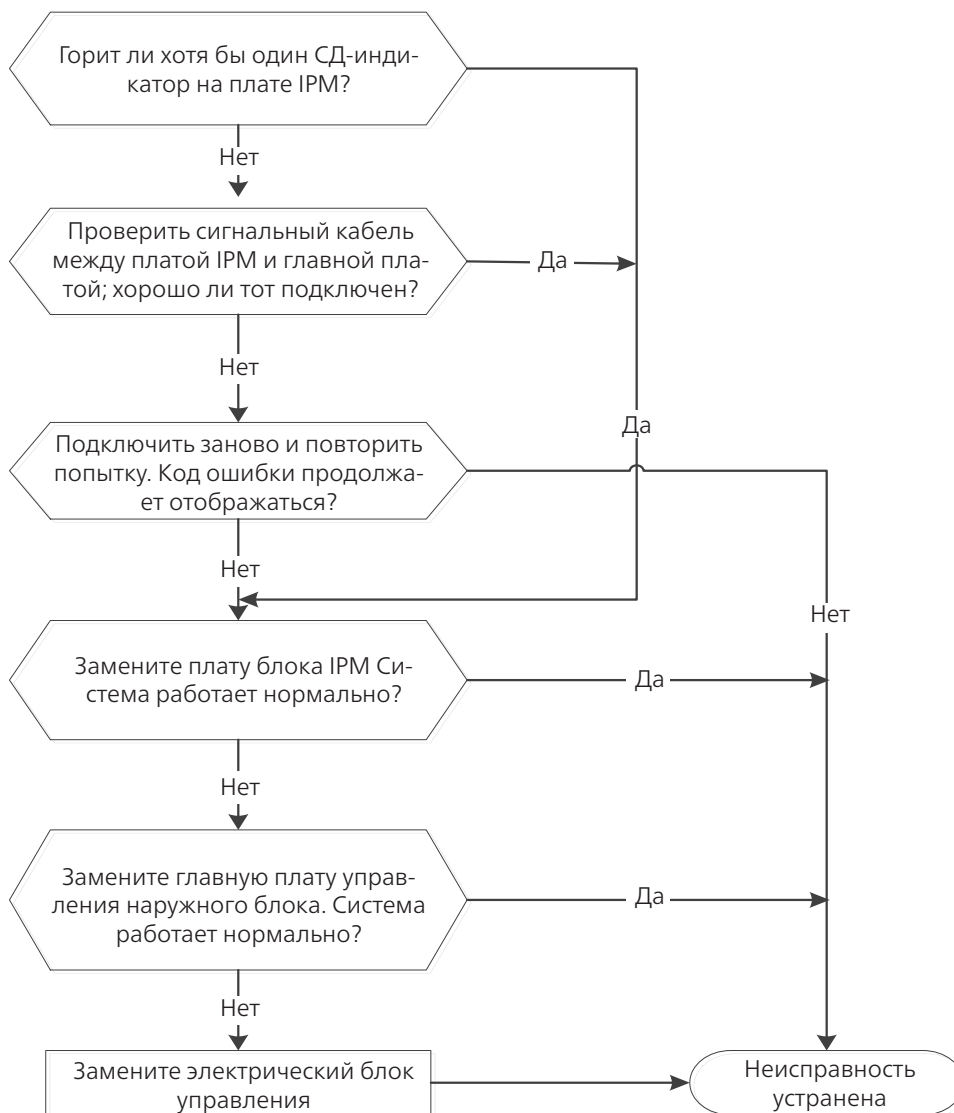 Горит ли хотя бы один СД-инди-
катор на плате IPM?
Нет
Проверить сигнальный кабель
между платой IPM и главной пла-
той; хорошо ли тот подключен?
Да
Нет
Да
Подключить заново и повторить
попытку. Код ошибки продолжа-
ет отображаться?
Нет
Нет
Замените плату блока IPM Си-
стема работает нормально?
Да
Нет
Замените главную плату управ-
ления наружного блока. Система
работает нормально?
Да
Нет
Замените электрический блок
управления
Неисправность
устранена